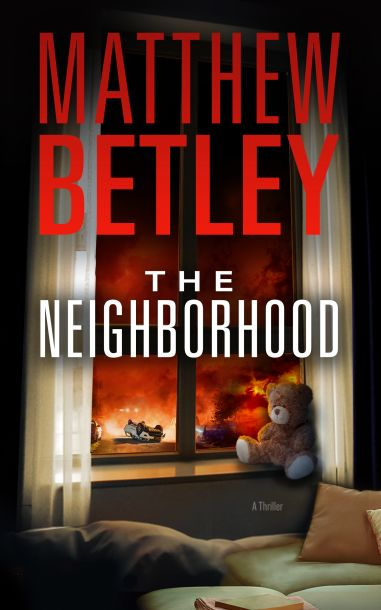 MATTHEW
BETLEY
THE
NEIGHBORHOOD
A Thriller